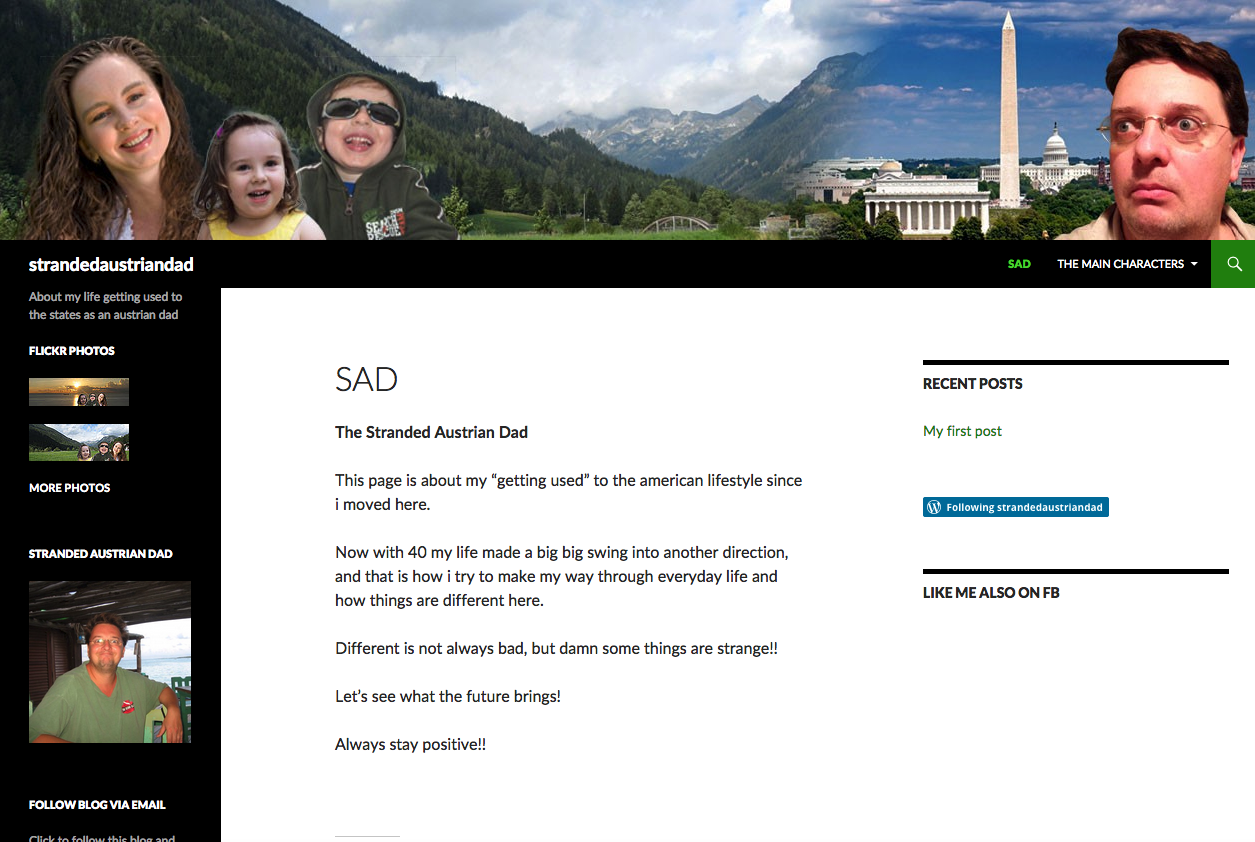 strandedaustriandad
SAD
THE MAIN CHARACTERS
About my life getting used to
the states as an austrian dad
FLICKR PHOTOS
MORE PHOTOS
STRANDED AUSTRIAN DAD
FOLLOW BLOG VIA EMAIL
Click to follow this blog and
SAD
The Stranded Austrian Dad
This page is about my “getting used” to the american lifestyle since
i moved here.
Now with 40 my life made a big big swing into another direction,
and that is how i try to make my way through everyday life and
how things are different here.
Different is not always bad, but damn some things are strange!!
Let’s see what the future brings!
Always stay positive!!
RECENT POSTS
My first post
Following strandedaustriandad
LIKE ME ALSO ON FB